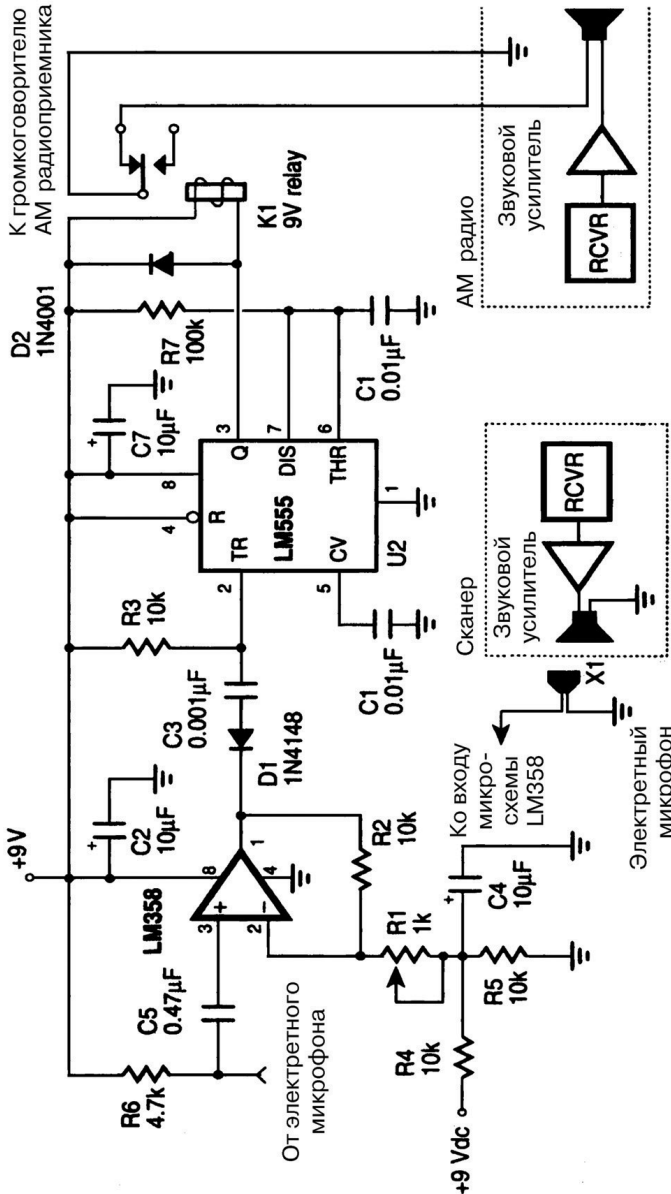 +9 V
К громкоговорителю
АМ радиоприемника
D2
1N4001
C7
10µF
+
R7
100k
K1
9V relay
R3
10k
C2
10µF
+
C3
0.001µF
D1
1N4148
4
8
R
TR
2
Q
3
DIS
7
THR
6
LM555
CV
5
1
U2
C1
0.01µF
C1
0.01µF
LM358
8
3
+
2
−
1
4
R6
4.7k
C5
0.47µF
От электретного
микрофона
R2
10k
R1
1k
+
C4
10µF
R4
10k
R5
10k
+9 Vdc
Ко входу
микро-
схемы
LM358
X1
Электретный
микрофон
Сканер
Звуковой
усилитель
RCVR
АМ радио
Звуковой
усилитель
RCVR